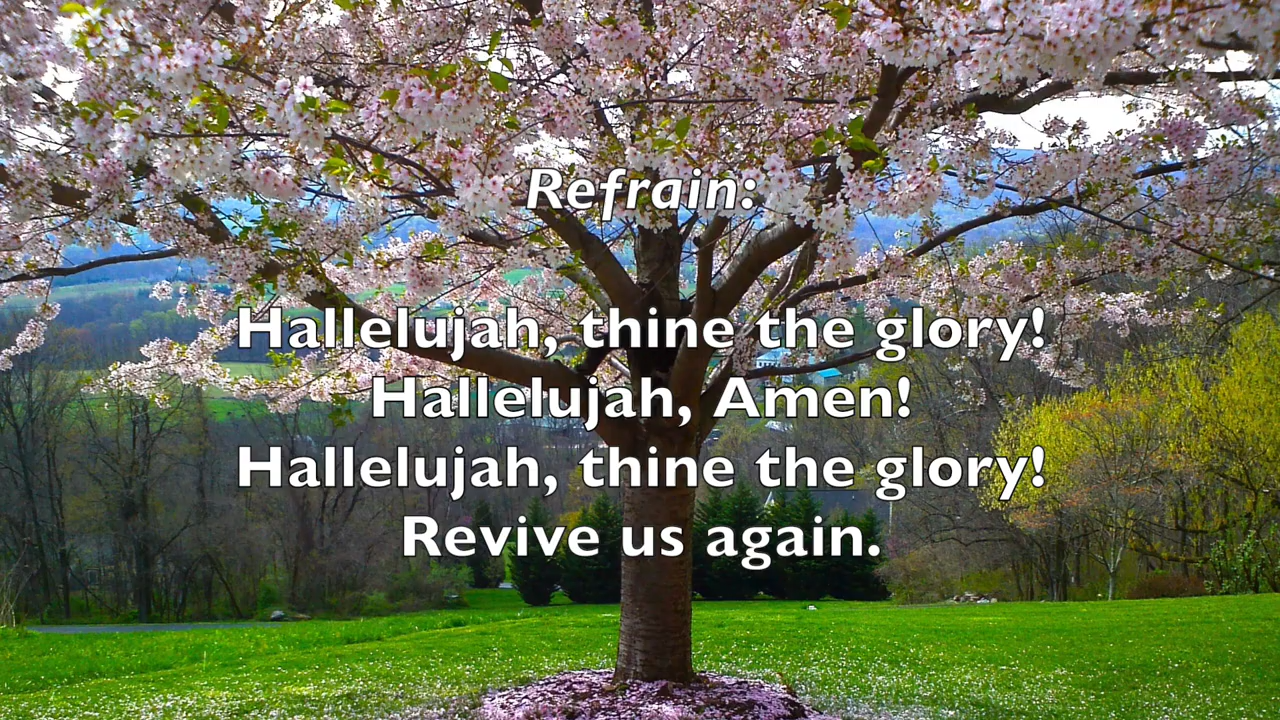 Refrain:
Hallelujah, thine the glory!
Hallelujah, Amen!
Hallelujah, thine the glory!
Revive us again.